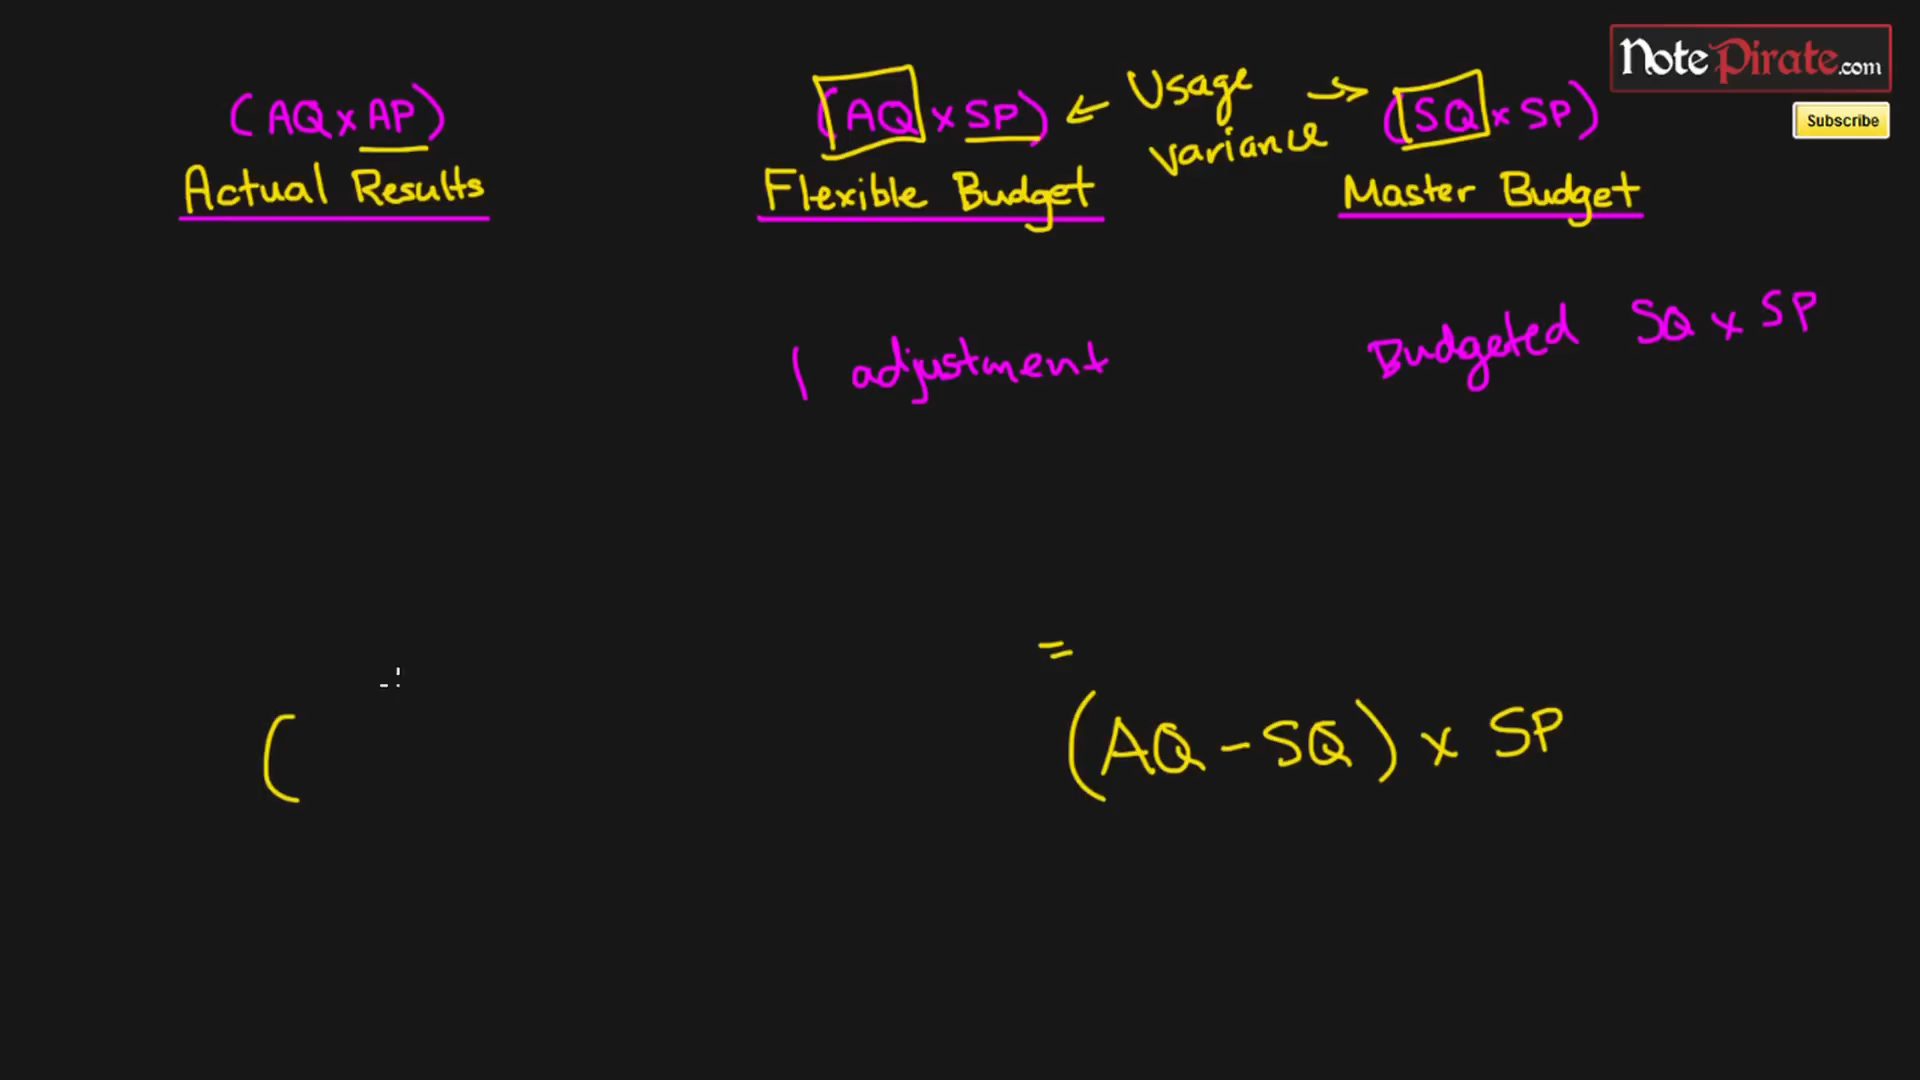 NotePirate.com
Subscribe
(AQ x AP)
(AQ x SP) ← Usage variance → (SQ x SP)
Actual Results
Flexible Budget
Master Budget
1 adjustment
Budgeted SQ x SP
=
(
(AQ - SQ) x SP